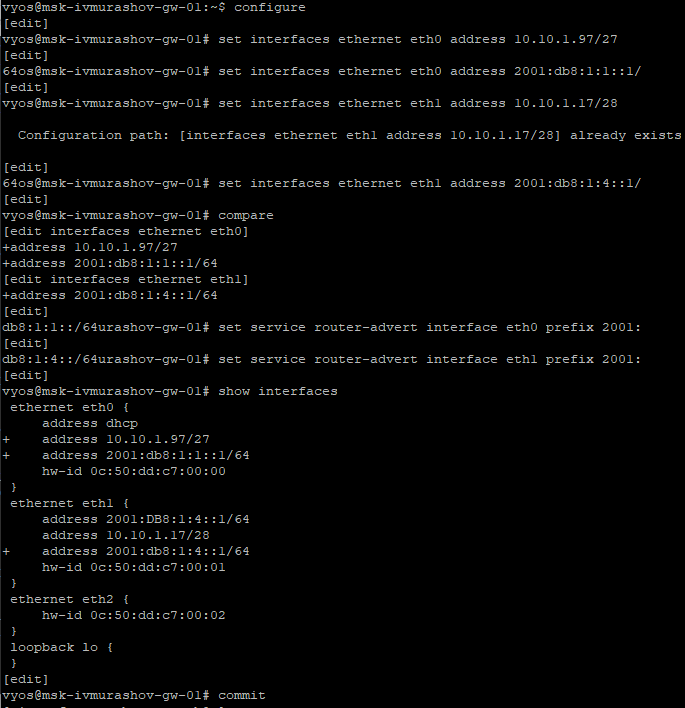 vyos@msk-ivmurashov-gw-01:~$ configure
[edit]
vyos@msk-ivmurashov-gw-01# set interfaces ethernet eth0 address 10.10.1.97/27
[edit]
64os@msk-ivmurashov-gw-01# set interfaces ethernet eth0 address 2001:db8:1:1::1/
[edit]
vyos@msk-ivmurashov-gw-01# set interfaces ethernet eth1 address 10.10.1.17/28
Configuration path: [interfaces ethernet eth1 address 10.10.1.17/28] already exists
[edit]
64os@msk-ivmurashov-gw-01# set interfaces ethernet eth1 address 2001:db8:1:4::1/
[edit]
vyos@msk-ivmurashov-gw-01# compare
[edit interfaces ethernet eth0]
+address 10.10.1.97/27
+address 2001:db8:1:1::1/64
[edit interfaces ethernet eth1]
+address 2001:db8:1:4::1/64
[edit]
db8:1:1::/64urashov-gw-01# set service router-advert interface eth0 prefix 2001:
[edit]
db8:1:4::/64urashov-gw-01# set service router-advert interface eth1 prefix 2001:
[edit]
vyos@msk-ivmurashov-gw-01# show interfaces
ethernet eth0 {
address dhcp
+ address 10.10.1.97/27
+ address 2001:db8:1:1::1/64
hw-id 0c:50:dd:c7:00:00
}
ethernet eth1 {
address 2001:DB8:1:4::1/64
address 10.10.1.17/28
+ address 2001:db8:1:4::1/64
hw-id 0c:50:dd:c7:00:01
}
ethernet eth2 {
hw-id 0c:50:dd:c7:00:02
}
loopback lo {
}
[edit]
vyos@msk-ivmurashov-gw-01# commit